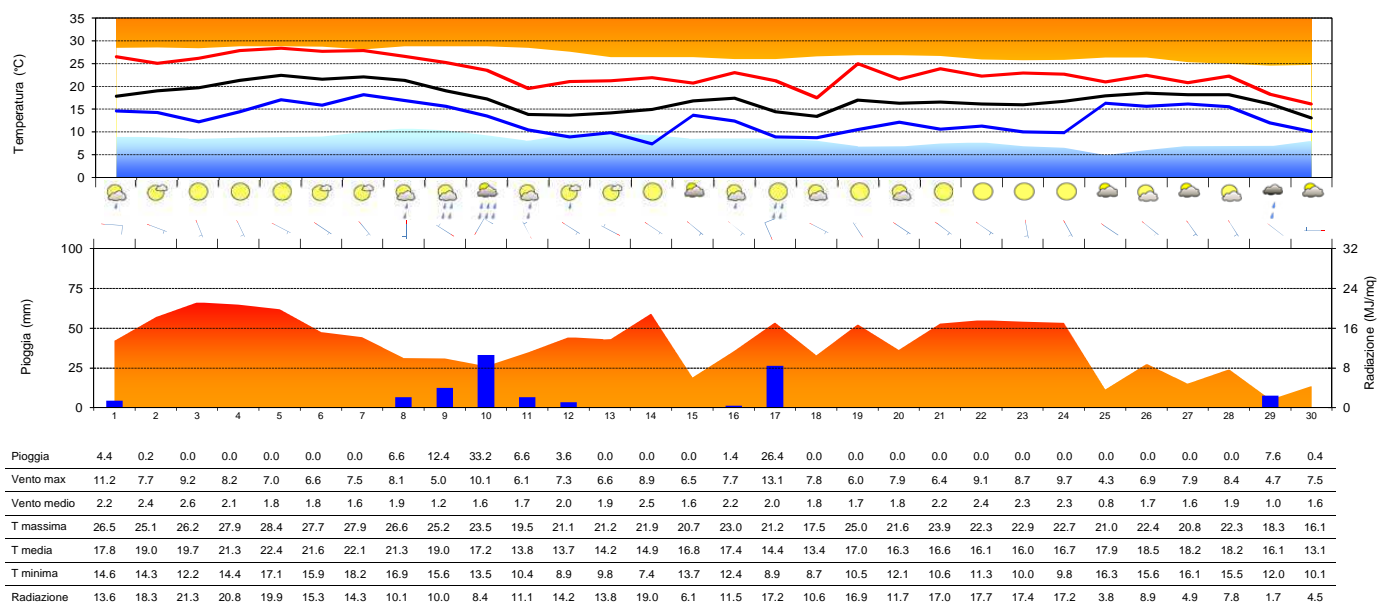 Temperatura (°C)
35
30
25
20
15
10
5
0
Pioggia (mm)
100
75
50
25
0
Radiazione (MJ/mq)
32
24
16
8
0
1 2 3 4 5 6 7 8 9 10 11 12 13 14 15 16 17 18 19 20 21 22 23 24 25 26 27 28 29 30
Pioggia 4.4 0.2 0.0 0.0 0.0 0.0 0.0 6.6 12.4 33.2 6.6 3.6 0.0 0.0 0.0 1.4 26.4 0.0 0.0 0.0 0.0 0.0 0.0 0.0 0.0 0.0 0.0 0.0 7.6 0.4
Vento max 11.2 7.7 9.2 8.2 7.0 6.6 7.5 8.1 5.0 10.1 6.1 7.3 6.6 8.9 6.5 7.7 13.1 7.8 6.0 7.9 6.4 9.1 8.7 9.7 4.3 6.9 7.9 8.4 4.7 7.5
Vento medio 2.2 2.4 2.6 2.1 1.8 1.8 1.6 1.9 1.2 1.6 1.7 2.0 1.9 2.5 1.6 2.2 2.0 1.8 1.7 1.8 2.2 2.4 2.3 2.3 0.8 1.7 1.6 1.9 1.0 1.6
T massima 26.5 25.1 26.2 27.9 28.4 27.7 27.9 26.6 25.2 23.5 19.5 21.1 21.2 21.9 20.7 23.0 21.2 17.5 25.0 21.6 23.9 22.3 22.9 22.7 21.0 22.4 20.8 22.3 18.3 16.1
T media 17.8 19.0 19.7 21.3 22.4 21.6 22.1 21.3 19.0 17.2 13.8 13.7 14.2 14.9 16.8 17.4 14.4 13.4 17.0 16.3 16.6 16.1 16.0 16.7 17.9 18.5 18.2 18.2 16.1 13.1
T minima 14.6 14.3 12.2 14.4 17.1 15.9 18.2 16.9 15.6 13.5 10.4 8.9 9.8 7.4 13.7 12.4 8.9 8.7 10.5 12.1 10.6 11.3 10.0 9.8 16.3 15.6 16.1 15.5 12.0 10.1
Radiazione 13.6 18.3 21.3 20.8 19.9 15.3 14.3 10.1 10.0 8.4 11.1 14.2 13.8 19.0 6.1 11.5 17.2 10.6 16.9 11.7 17.0 17.7 17.4 17.2 3.8 8.9 4.9 7.8 1.7 4.5